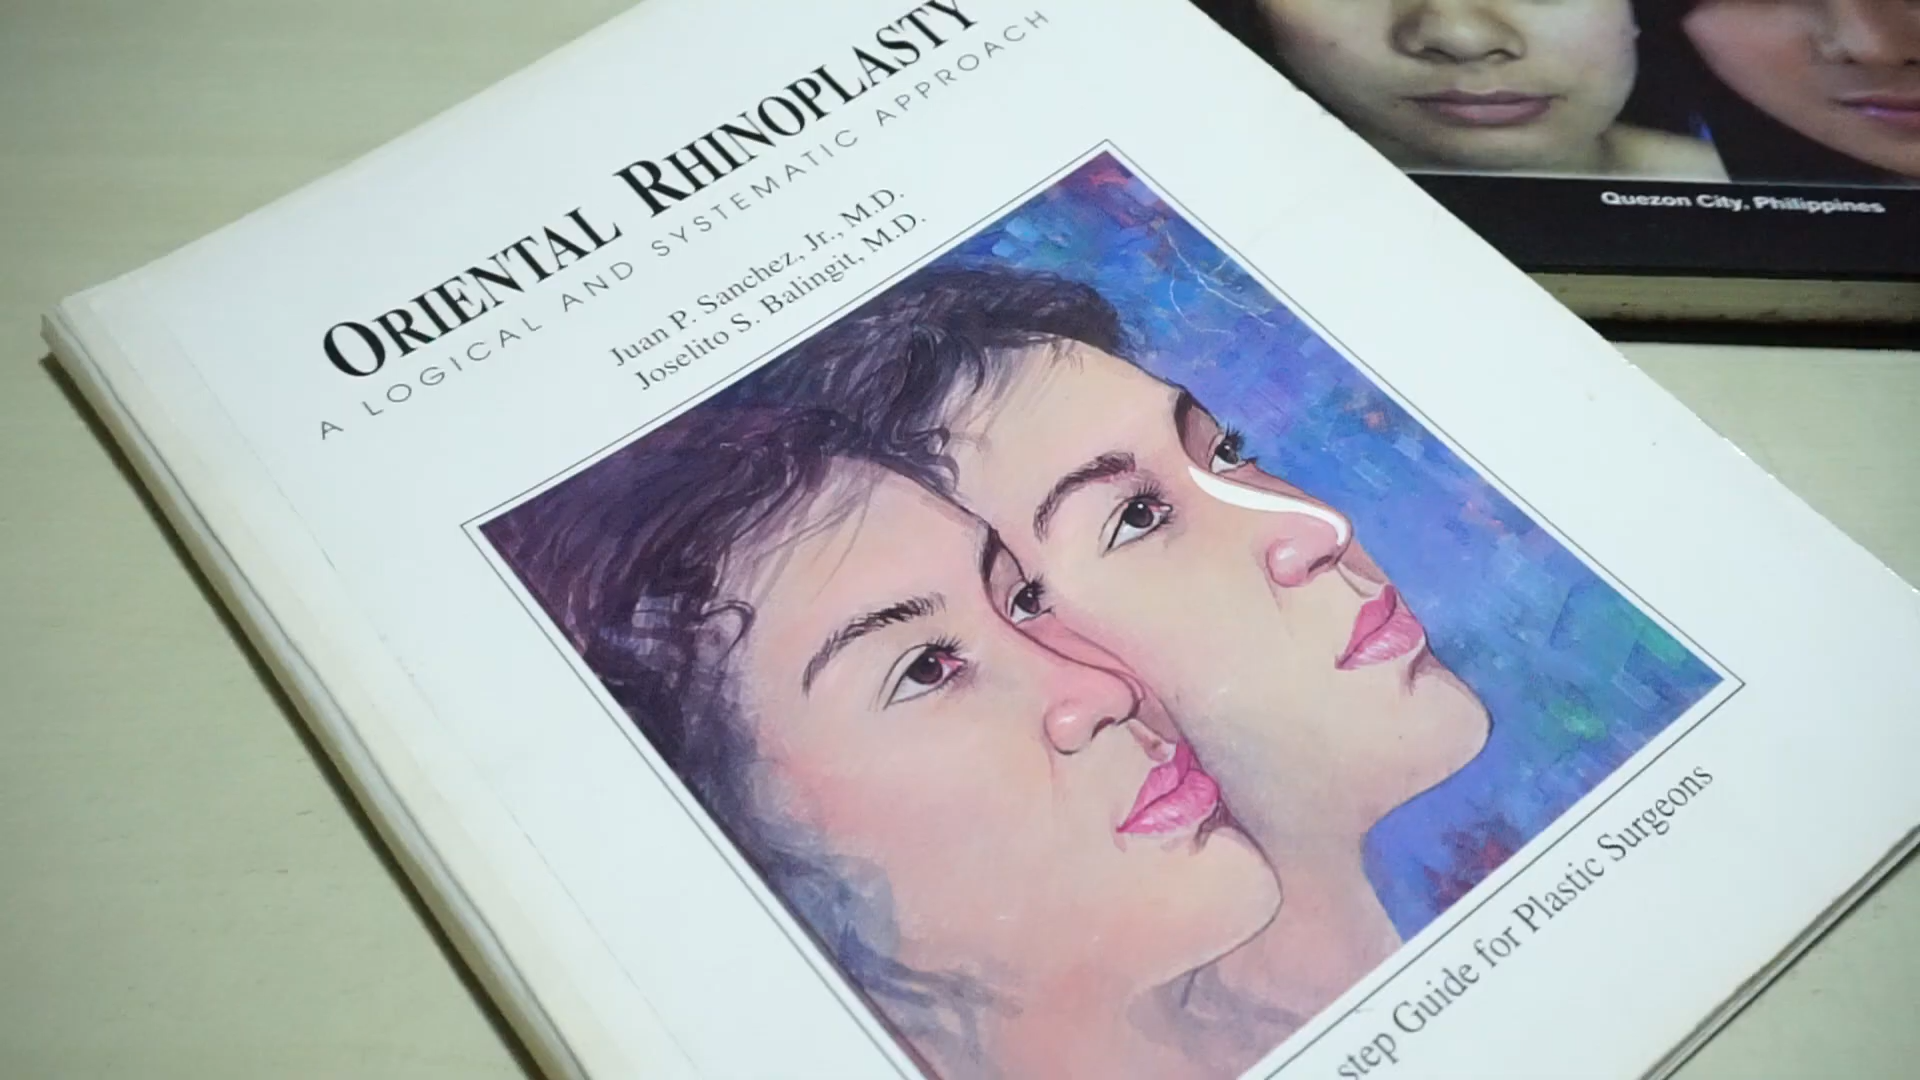 ORIENTAL RHINOPLASTY
A LOGICAL AND SYSTEMATIC APPROACH
Juan P. Sanchez, Jr., M.D.
Joselito S. Balingit, M.D.
step Guide for Plastic Surgeons
Quezon City, Philippines